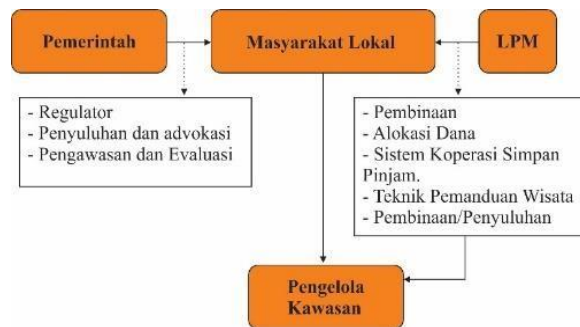 Pemerintah
Masyarakat Lokal
LPM
- Regulator
- Penyuluhan dan advokasi
- Pengawasan dan Evaluasi
- Pembinaan
- Alokasi Dana
- Sistem Koperasi Simpan
Pinjam.
- Teknik Pemanduan Wisata
- Pembinaan/Penyuluhan
Pengelola
Kawasan